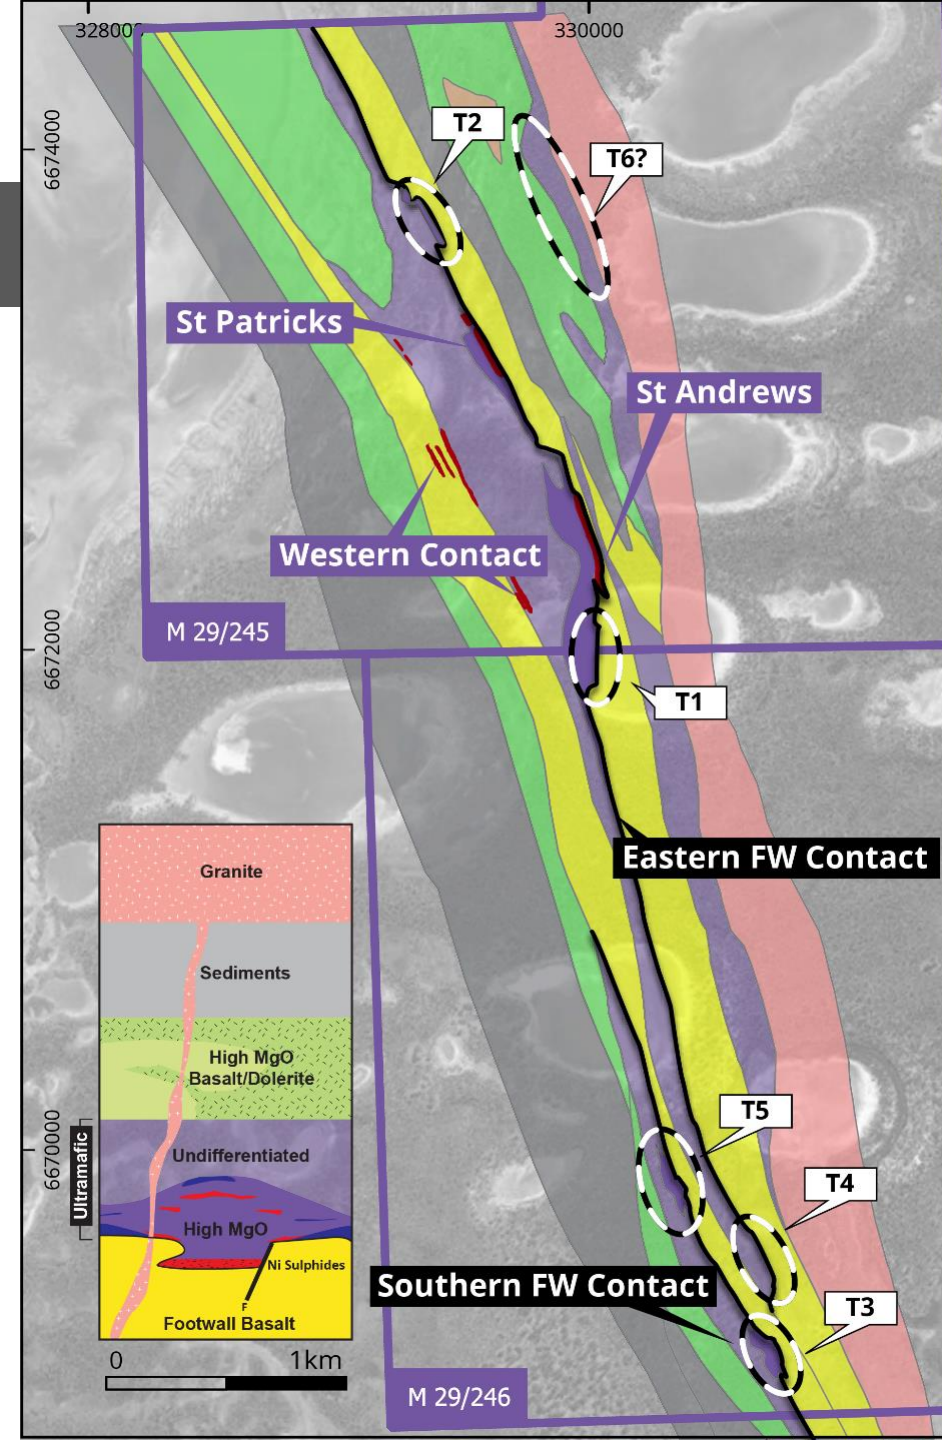 328000
330000
6674000
T2
T6?
St Patricks
St Andrews
Western Contact
M 29/245
6672000
T1
Eastern FW Contact
Granite
Sediments
High MgO
Basalt/Dolerite
Ultramafic
Undifferentiated
High MgO
Ni Sulphides
F
Footwall Basalt
6670000
T5
T4
Southern FW Contact
T3
0
1km
M 29/246